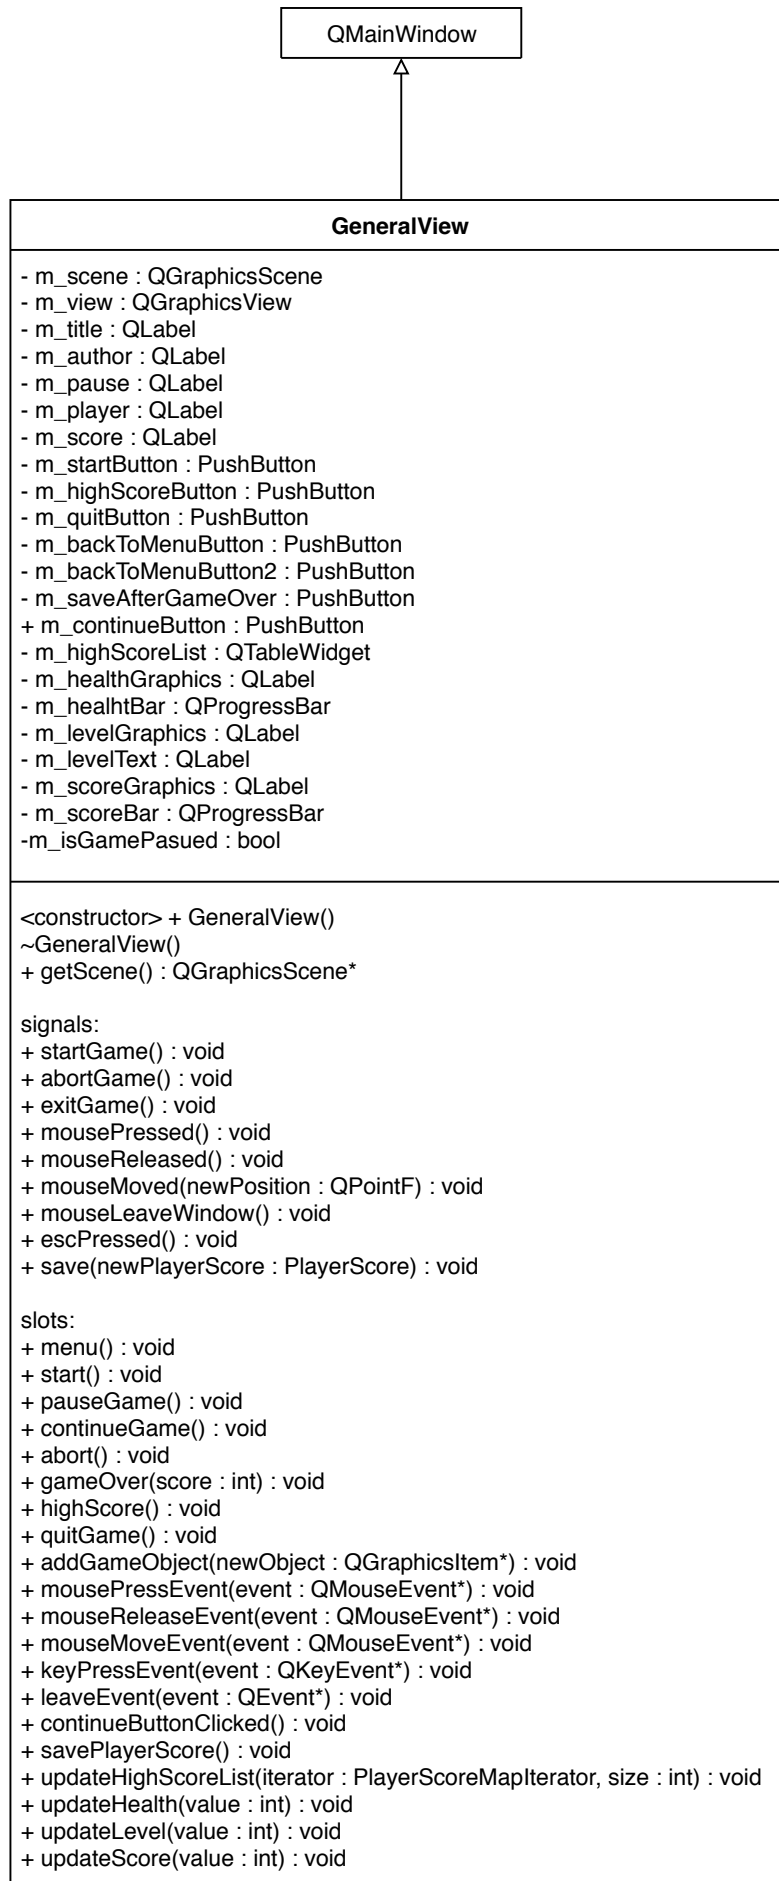 QMainWindow
GeneralView
- m_scene : QGraphicsScene
- m_view : QGraphicsView
- m_title : QLabel
- m_author : QLabel
- m_pause : QLabel
- m_player : QLabel
- m_score : QLabel
- m_startButton : PushButton
- m_highScoreButton : PushButton
- m_quitButton : PushButton
- m_backToMenuButton : PushButton
- m_backToMenuButton2 : PushButton
- m_saveAfterGameOver : PushButton
+ m_continueButton : PushButton
- m_highScoreList : QTableWidget
- m_healthGraphics : QLabel
- m_healhtBar : QProgressBar
- m_levelGraphics : QLabel
- m_levelText : QLabel
- m_scoreGraphics : QLabel
- m_scoreBar : QProgressBar
-m_isGamePasued : bool
<constructor> + GeneralView()
~GeneralView()
+ getScene() : QGraphicsScene*
signals:
+ startGame() : void
+ abortGame() : void
+ exitGame() : void
+ mousePressed() : void
+ mouseReleased() : void
+ mouseMoved(newPosition : QPointF) : void
+ mouseLeaveWindow() : void
+ escPressed() : void
+ save(newPlayerScore : PlayerScore) : void
slots:
+ menu() : void
+ start() : void
+ pauseGame() : void
+ continueGame() : void
+ abort() : void
+ gameOver(score : int) : void
+ highScore() : void
+ quitGame() : void
+ addGameObject(newObject : QGraphicsItem*) : void
+ mousePressEvent(event : QMouseEvent*) : void
+ mouseReleaseEvent(event : QMouseEvent*) : void
+ mouseMoveEvent(event : QMouseEvent*) : void
+ keyPressEvent(event : QKeyEvent*) : void
+ leaveEvent(event : QEvent*) : void
+ continueButtonClicked() : void
+ savePlayerScore() : void
+ updateHighScoreList(iterator : PlayerScoreMapIterator, size : int) : void
+ updateHealth(value : int) : void
+ updateLevel(value : int) : void
+ updateScore(value : int) : void